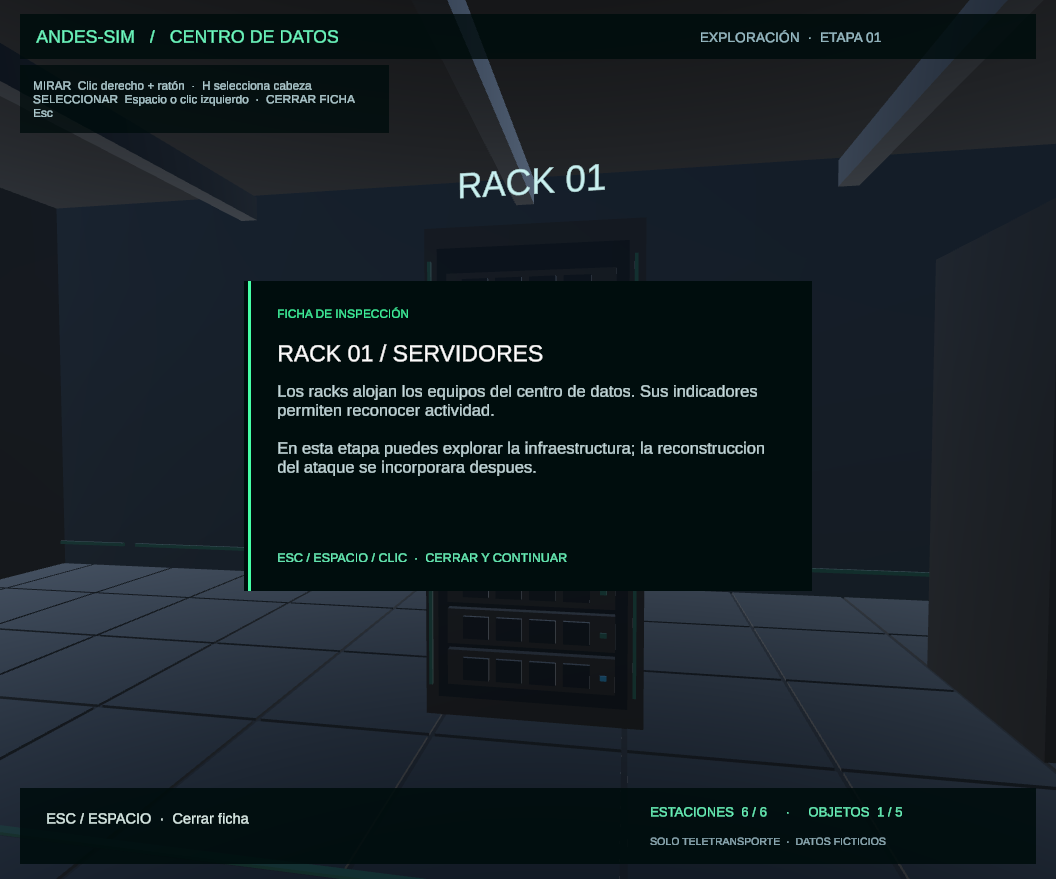 ANDES-SIM / CENTRO DE DATOS
EXPLORACIÓN · ETAPA 01
MIRAR Clic derecho + ratón · H selecciona cabeza
SELECCIONAR Espacio o clic izquierdo · CERRAR FICHA
Esc
RACK 01
FICHA DE INSPECCIÓN
RACK 01 / SERVIDORES
Los racks alojan los equipos del centro de datos. Sus indicadores
permiten reconocer actividad.
En esta etapa puedes explorar la infraestructura; la reconstruccion
del ataque se incorporara despues.
ESC / ESPACIO / CLIC · CERRAR Y CONTINUAR
ESC / ESPACIO · Cerrar ficha
ESTACIONES 6 / 6 · OBJETOS 1 / 5
SOLO TELETRANSPORTE · DATOS FICTICIOS